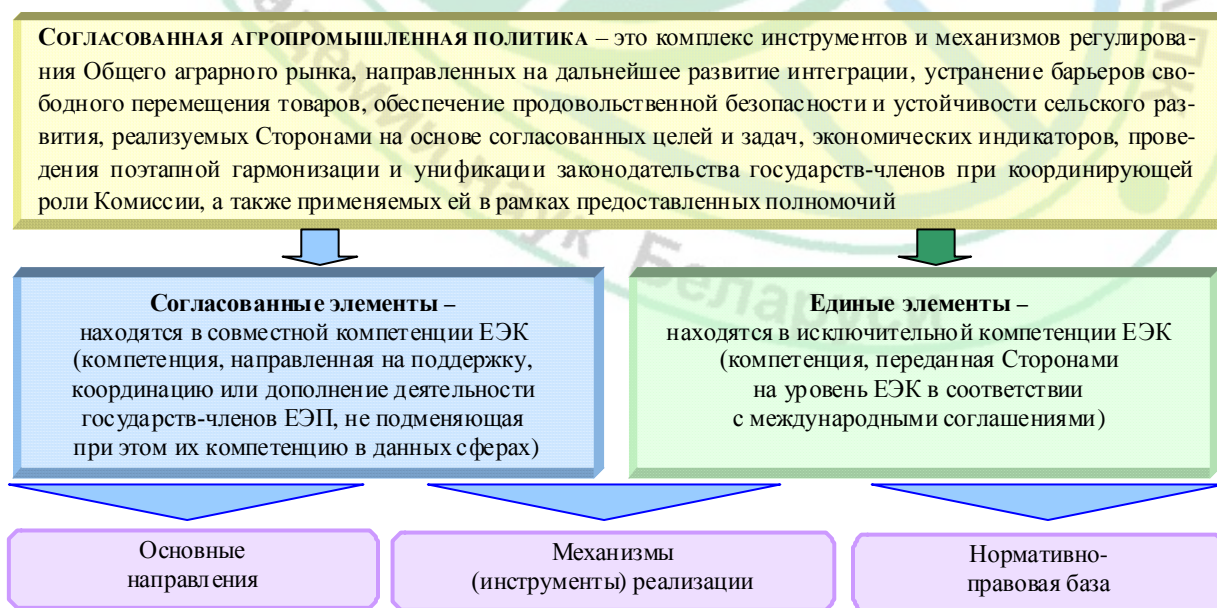 СОГЛАСОВАННАЯ АГРОПРОМЫШЛЕННАЯ ПОЛИТИКА – это комплекс инструментов и механизмов регулирова-
ния Общего аграрного рынка, направленных на дальнейшее развитие интеграции, устранение барьеров сво-
бодного перемещения товаров, обеспечение продовольственной безопасности и устойчивости сельского раз-
вития, реализуемых Сторонами на основе согласованных целей и задач, экономических индикаторов, прове-
дения поэтапной гармонизации и унификации законодательства государств-членов при координирующей
роли Комиссии, а также применяемых ей в рамках предоставленных полномочий
Согласованные элементы –
находятся в совместной компетенции ЕЭК
(компетенция, направленная на поддержку,
координацию или дополнение деятельности
государств-членов ЕЭП, не подменяющая
при этом их компетенцию в данных сферах)
Единые элементы –
находятся в исключительной компетенции ЕЭК
(компетенция, переданная Сторонами
на уровень ЕЭК в соответствии
с международными соглашениями)
Основные
направления
Механизмы
(инструменты) реализации
Нормативно-
правовая база
наук Беларуси
АПК